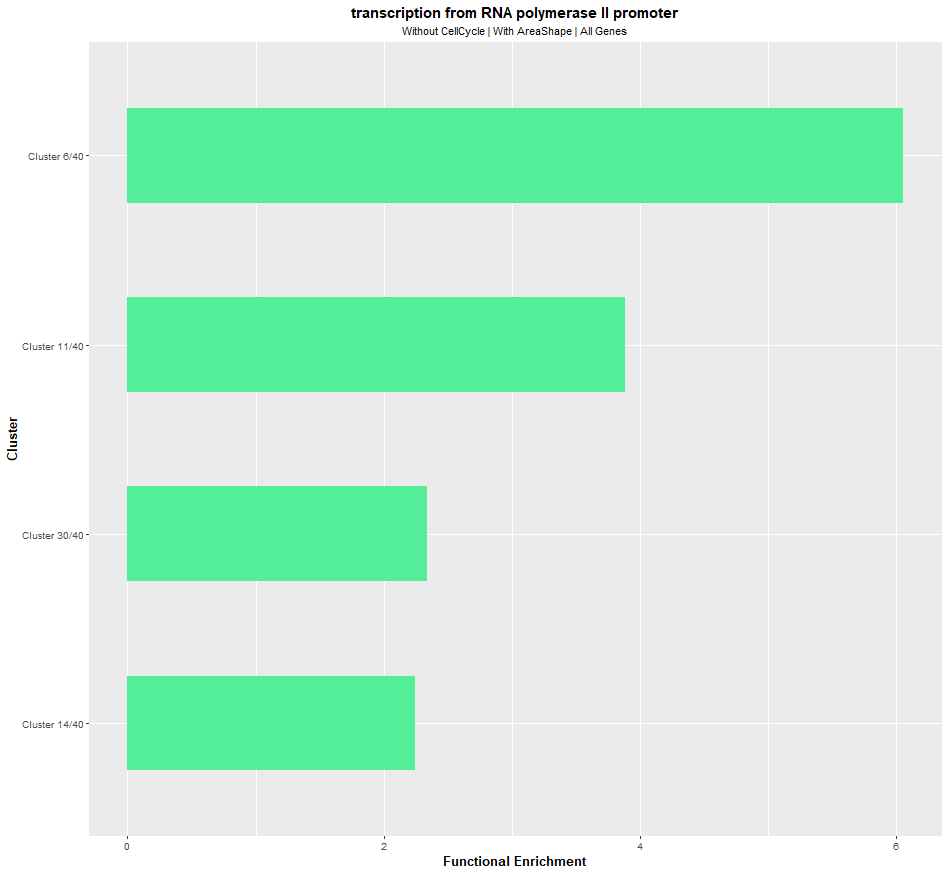 transcription from RNA polymerase II promoter
Without CellCycle | With AreaShape | All Genes
Cluster
Cluster 6/40
Cluster 11/40
Cluster 30/40
Cluster 14/40
0 2 4 6
Functional Enrichment